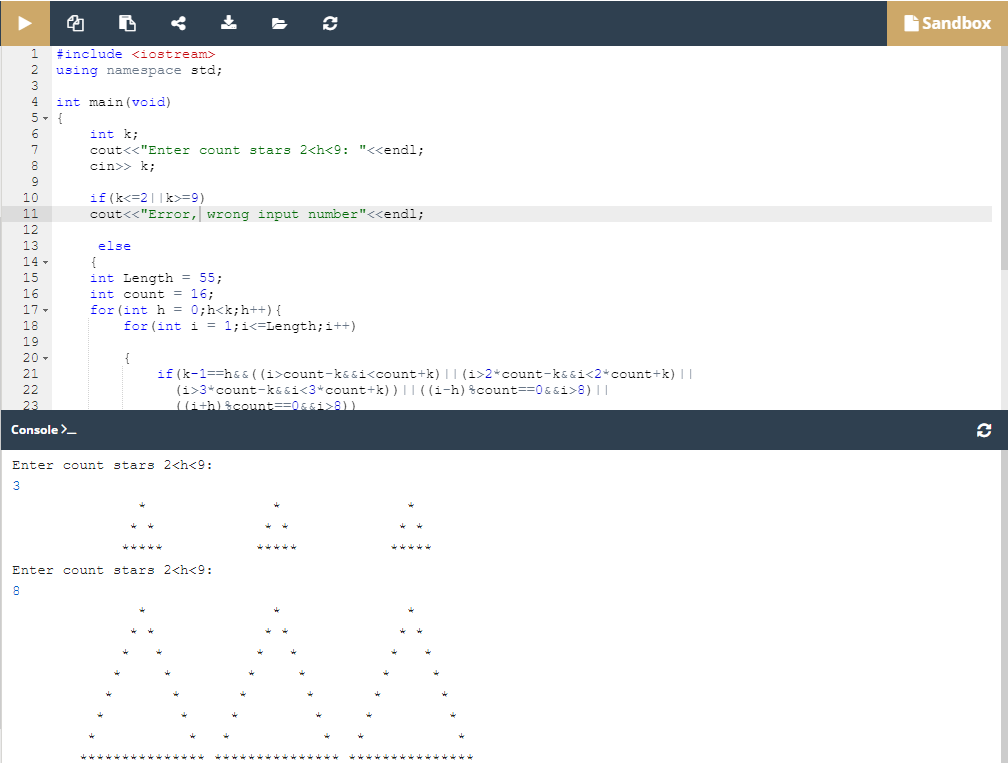 Sandbox
1 #include <iostream>
2 using namespace std;
3
4 int main(void)
5 {
6 int k;
7 cout<<"Enter count stars 2<h<9: "<<endl;
8 cin>> k;
9
10 if(k<=2||k>=9)
11 cout<<"Error, wrong input number"<<endl;
12
13 else
14 {
15 int Length = 55;
16 int count = 16;
17 for(int h = 0;h<k;h++){
18 for(int i = 1;i<=Length;i++)
19
20 {
21 if(k-1==h&&((i>count-k&&i<count+k)||(i>2*count-k&&i<2*count+k)||
22 (i>3*count-k&&i<3*count+k))||((i-h)%count==0&&i>8)||
23 ((i+h)%count==0&&i>8))
Console >_
Enter count stars 2<h<9:
3
* * *
* * * * * *
***** ***** *****
Enter count stars 2<h<9:
8
* * *
* * * * * *
* * * * * *
* * * * * *
* * * * * *
* * * * * *
* * * * * *
*************** *************** ***************